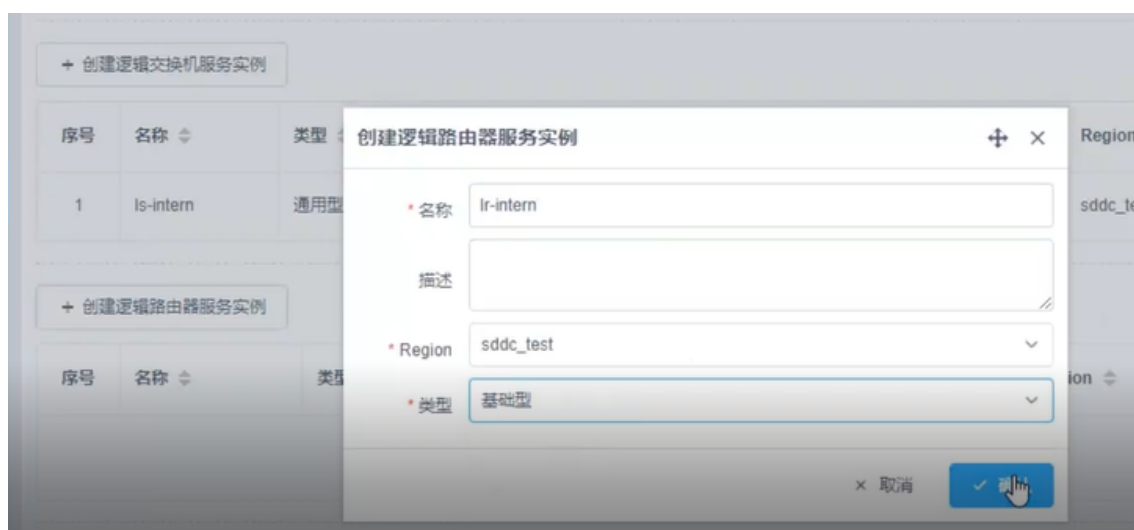 + 创建逻辑交换机服务实例
序号 名称 类型 Region
1 ls-intern 通用型 sddc_te
创建逻辑路由器服务实例
* 名称 lr-intern
描述
* Region sddc_test
* 类型 基础型
× 取消
+ 创建逻辑路由器服务实例
序号 名称 类型 ion